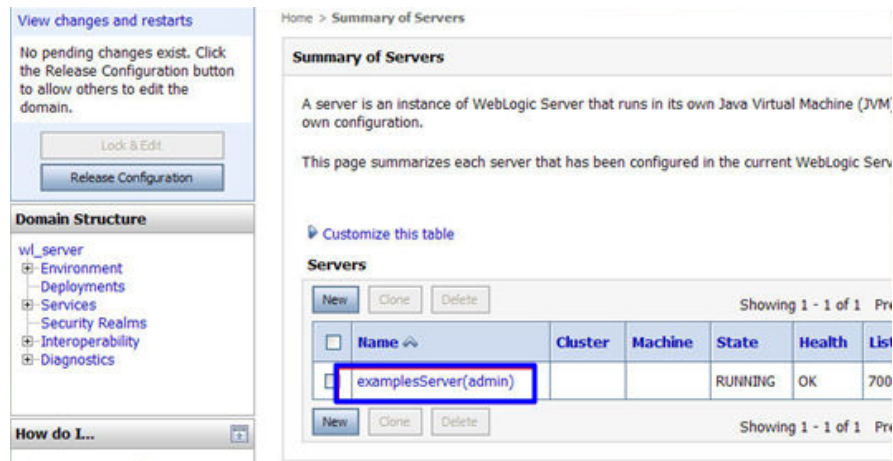 View changes and restarts
No pending changes exist. Click
the Release Configuration button
to allow others to edit the
domain.
Lock & Edit
Release Configuration
Domain Structure
wl_server
Environment
Deployments
Services
Security Realms
Interoperability
Diagnostics
How do I...
Home > Summary of Servers
Summary of Servers
A server is an instance of WebLogic Server that runs in its own Java Virtual Machine (JVM)
own configuration.
This page summarizes each server that has been configured in the current WebLogic Serv
Customize this table
Servers
New Clone Delete Showing 1 - 1 of 1 Pre
Name Cluster Machine State Health List
examplesServer(admin) RUNNING OK 700
New Clone Delete Showing 1 - 1 of 1 Pre